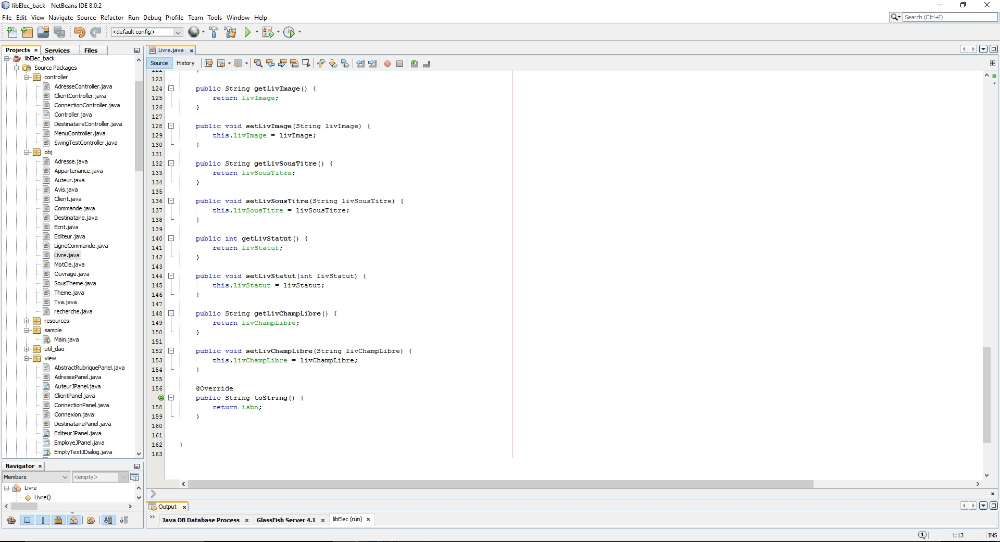 libElec_back - NetBeans IDE 8.0.2
File Edit View Navigate Source Refactor Run Debug Profile Team Tools Window Help
Search (Ctrl+I)
<default config>
Projects Services Files
libElec_back
Source Packages
controller
AdresseController.java
ClientController.java
ConnectionController.java
Controller.java
DestinataireController.java
MenuController.java
SwingTestController.java
obj
Adresse.java
Appartenance.java
Auteur.java
Avis.java
Client.java
Commande.java
Destinataire.java
Ecrit.java
Editeur.java
LigneCommande.java
Livre.java
MotCle.java
Ouvrage.java
SousTheme.java
Theme.java
Tva.java
recherche.java
resources
sample
Main.java
util_dao
view
AbstractRubriquePanel.java
AdressePanel.java
AuteurJPanel.java
ClientPanel.java
ConnectionPanel.java
Connexion.java
DestinatairePanel.java
EditeurJPanel.java
EmployeJPanel.java
EmptyTextJDialog.java
Navigator
Members <empty>
Livre
Livre()
Livre.java
Source History
122 }
123
124 public String getLivImage() {
125 return livImage;
126 }
127
128 public void setLivImage(String livImage) {
129 this.livImage = livImage;
130 }
131
132 public String getLivSousTitre() {
133 return livSousTitre;
134 }
135
136 public void setLivSousTitre(String livSousTitre) {
137 this.livSousTitre = livSousTitre;
138 }
139
140 public int getLivStatut() {
141 return livStatut;
142 }
143
144 public void setLivStatut(int livStatut) {
145 this.livStatut = livStatut;
146 }
147
148 public String getLivChampLibre() {
149 return livChampLibre;
150 }
151
152 public void setLivChampLibre(String livChampLibre) {
153 this.livChampLibre = livChampLibre;
154 }
155
156 @Override
public String toString() {
158 return isbn;
159 }
160
161
162 }
163
Output
Java DB Database Process GlassFish Server 4.1 libElec (run)
1 1:13 INS